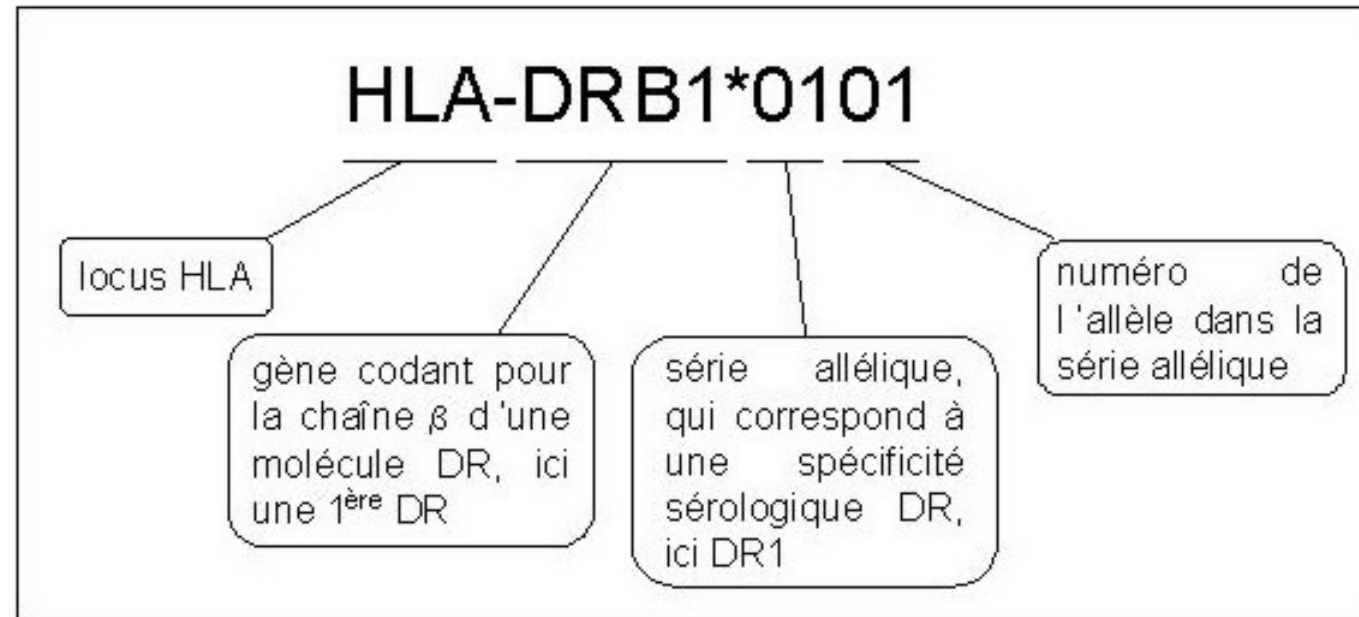 HLA-DRB1*0101
locus HLA
gène codant pour
la chaîne β d'une
molécule DR, ici
une 1ère DR
série allélique,
qui correspond à
une spécificité
sérologique DR,
ici DR1
numéro de
l'allèle dans la
série allélique